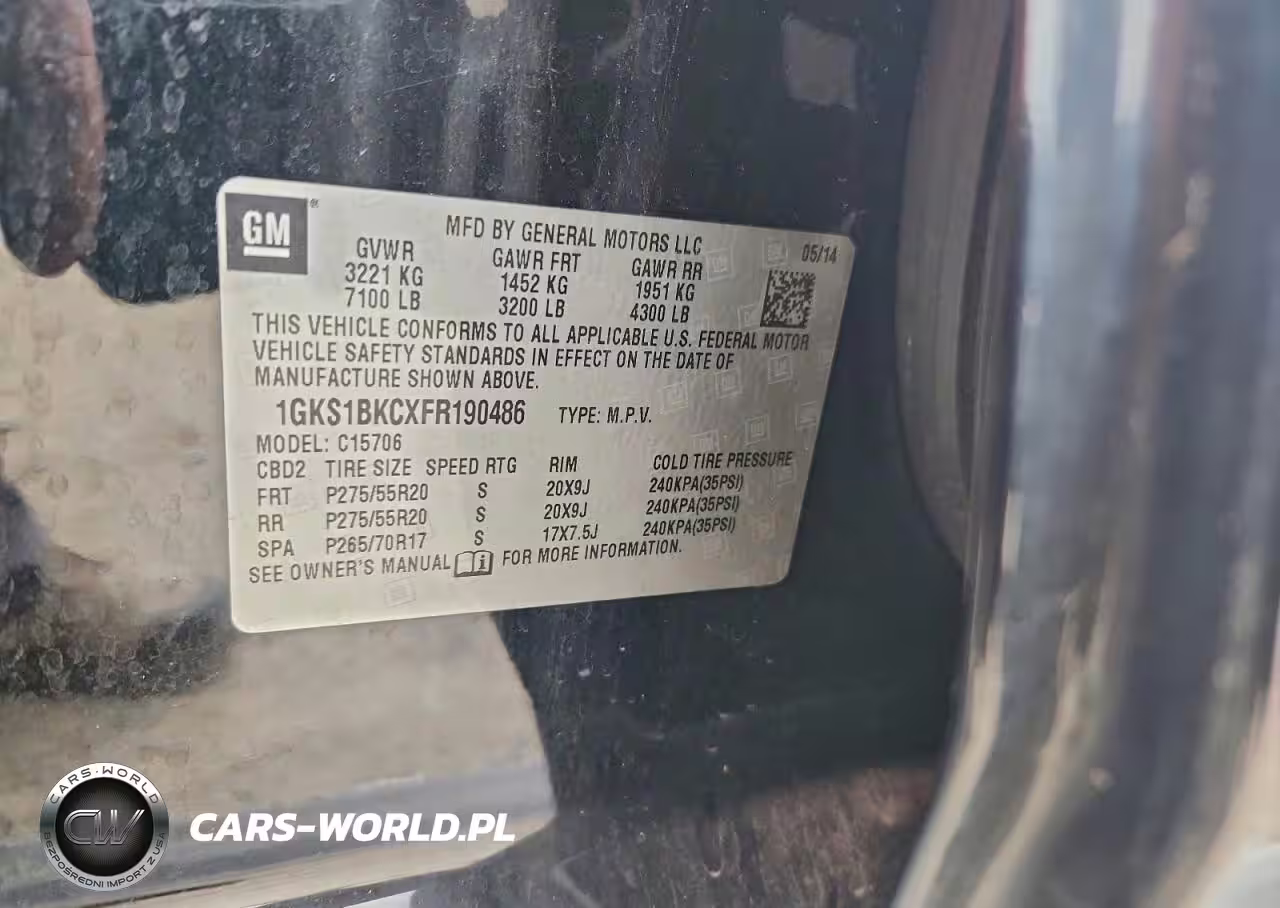 GM®
MFD BY GENERAL MOTORS LLC
05/14
GVWR GAWR FRT GAWR RR
3221 KG 1452 KG 1951 KG
7100 LB 3200 LB 4300 LB
THIS VEHICLE CONFORMS TO ALL APPLICABLE U.S. FEDERAL MOTOR
VEHICLE SAFETY STANDARDS IN EFFECT ON THE DATE OF
MANUFACTURE SHOWN ABOVE.
1GKS1BKCXFR190486 TYPE: M.P.V.
MODEL: C15706
CBD2 TIRE SIZE SPEED RTG RIM COLD TIRE PRESSURE
FRT P275/55R20 S 20X9J 240KPA(35PSI)
RR P275/55R20 S 20X9J 240KPA(35PSI)
SPA P265/70R17 S 17X7.5J 240KPA(35PSI)
SEE OWNER'S MANUAL FOR MORE INFORMATION.
CARS-WORLD
CW
BEZPOŚREDNI IMPORT Z USA
CARS-WORLD.PL